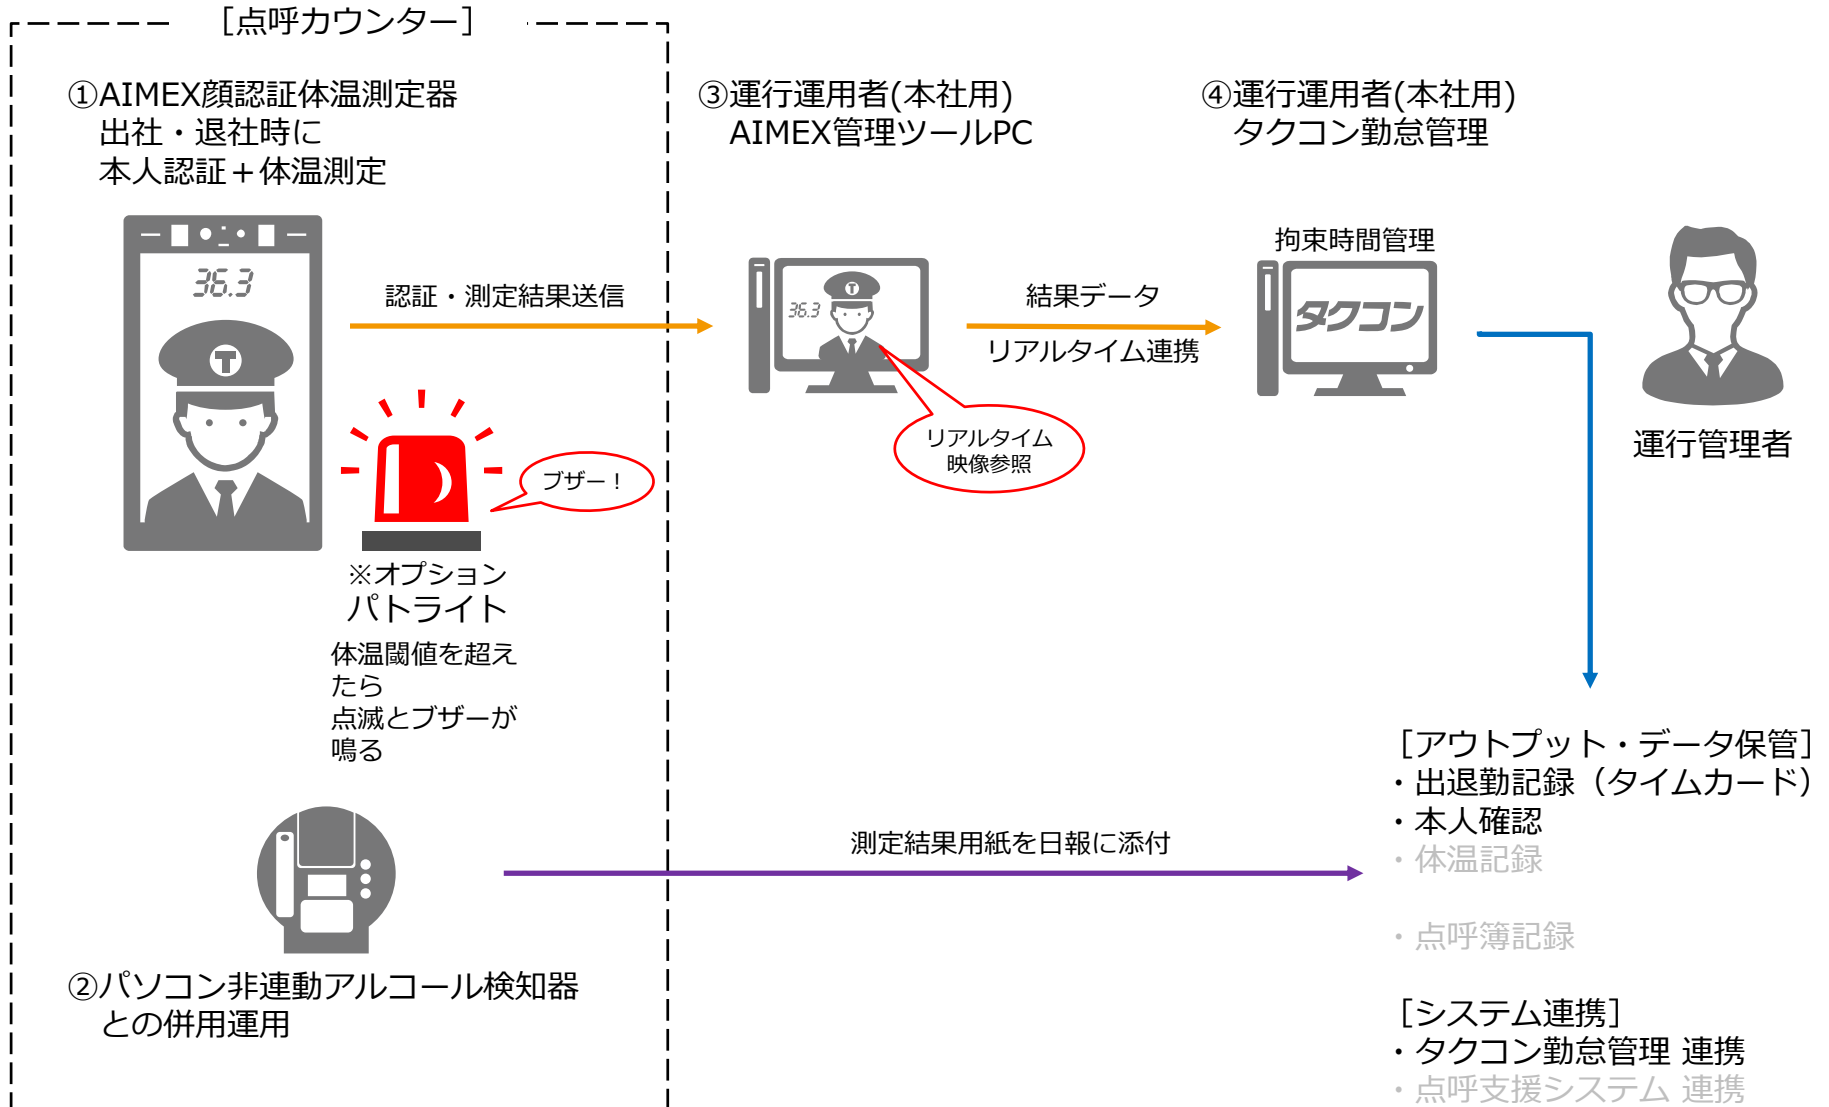 ［点呼カウンター］
①AIMEX顔認証体温測定器
出社・退社時に
本人認証＋体温測定
36.3
T
※オプション
パトライト
ブザー！
体温閾値を超え
たら
点滅とブザーが
鳴る
②パソコン非連動アルコール検知器
との併用運用
認証・測定結果送信
③運行運用者(本社用)
AIMEX管理ツールPC
36.3
T
リアルタイム
映像参照
結果データ
リアルタイム連携
④運行運用者(本社用)
タクコン勤怠管理
拘束時間管理
タクコン
運行管理者
測定結果用紙を日報に添付
［アウトプット・データ保管］
・出退勤記録（タイムカード）
・本人確認
・体温記録
・点呼簿記録
［システム連携］
・タクコン勤怠管理 連携
・点呼支援システム 連携